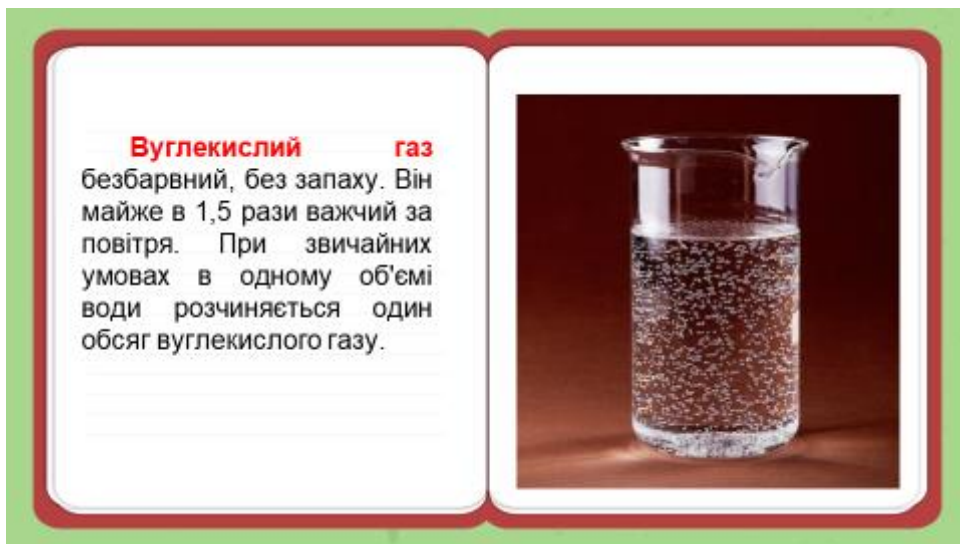 Вуглекислий газ
безбарвний, без запаху. Він
майже в 1,5 рази важчий за
повітря. При звичайних
умовах в одному об'ємі
води розчиняється один
обсяг вуглекислого газу.